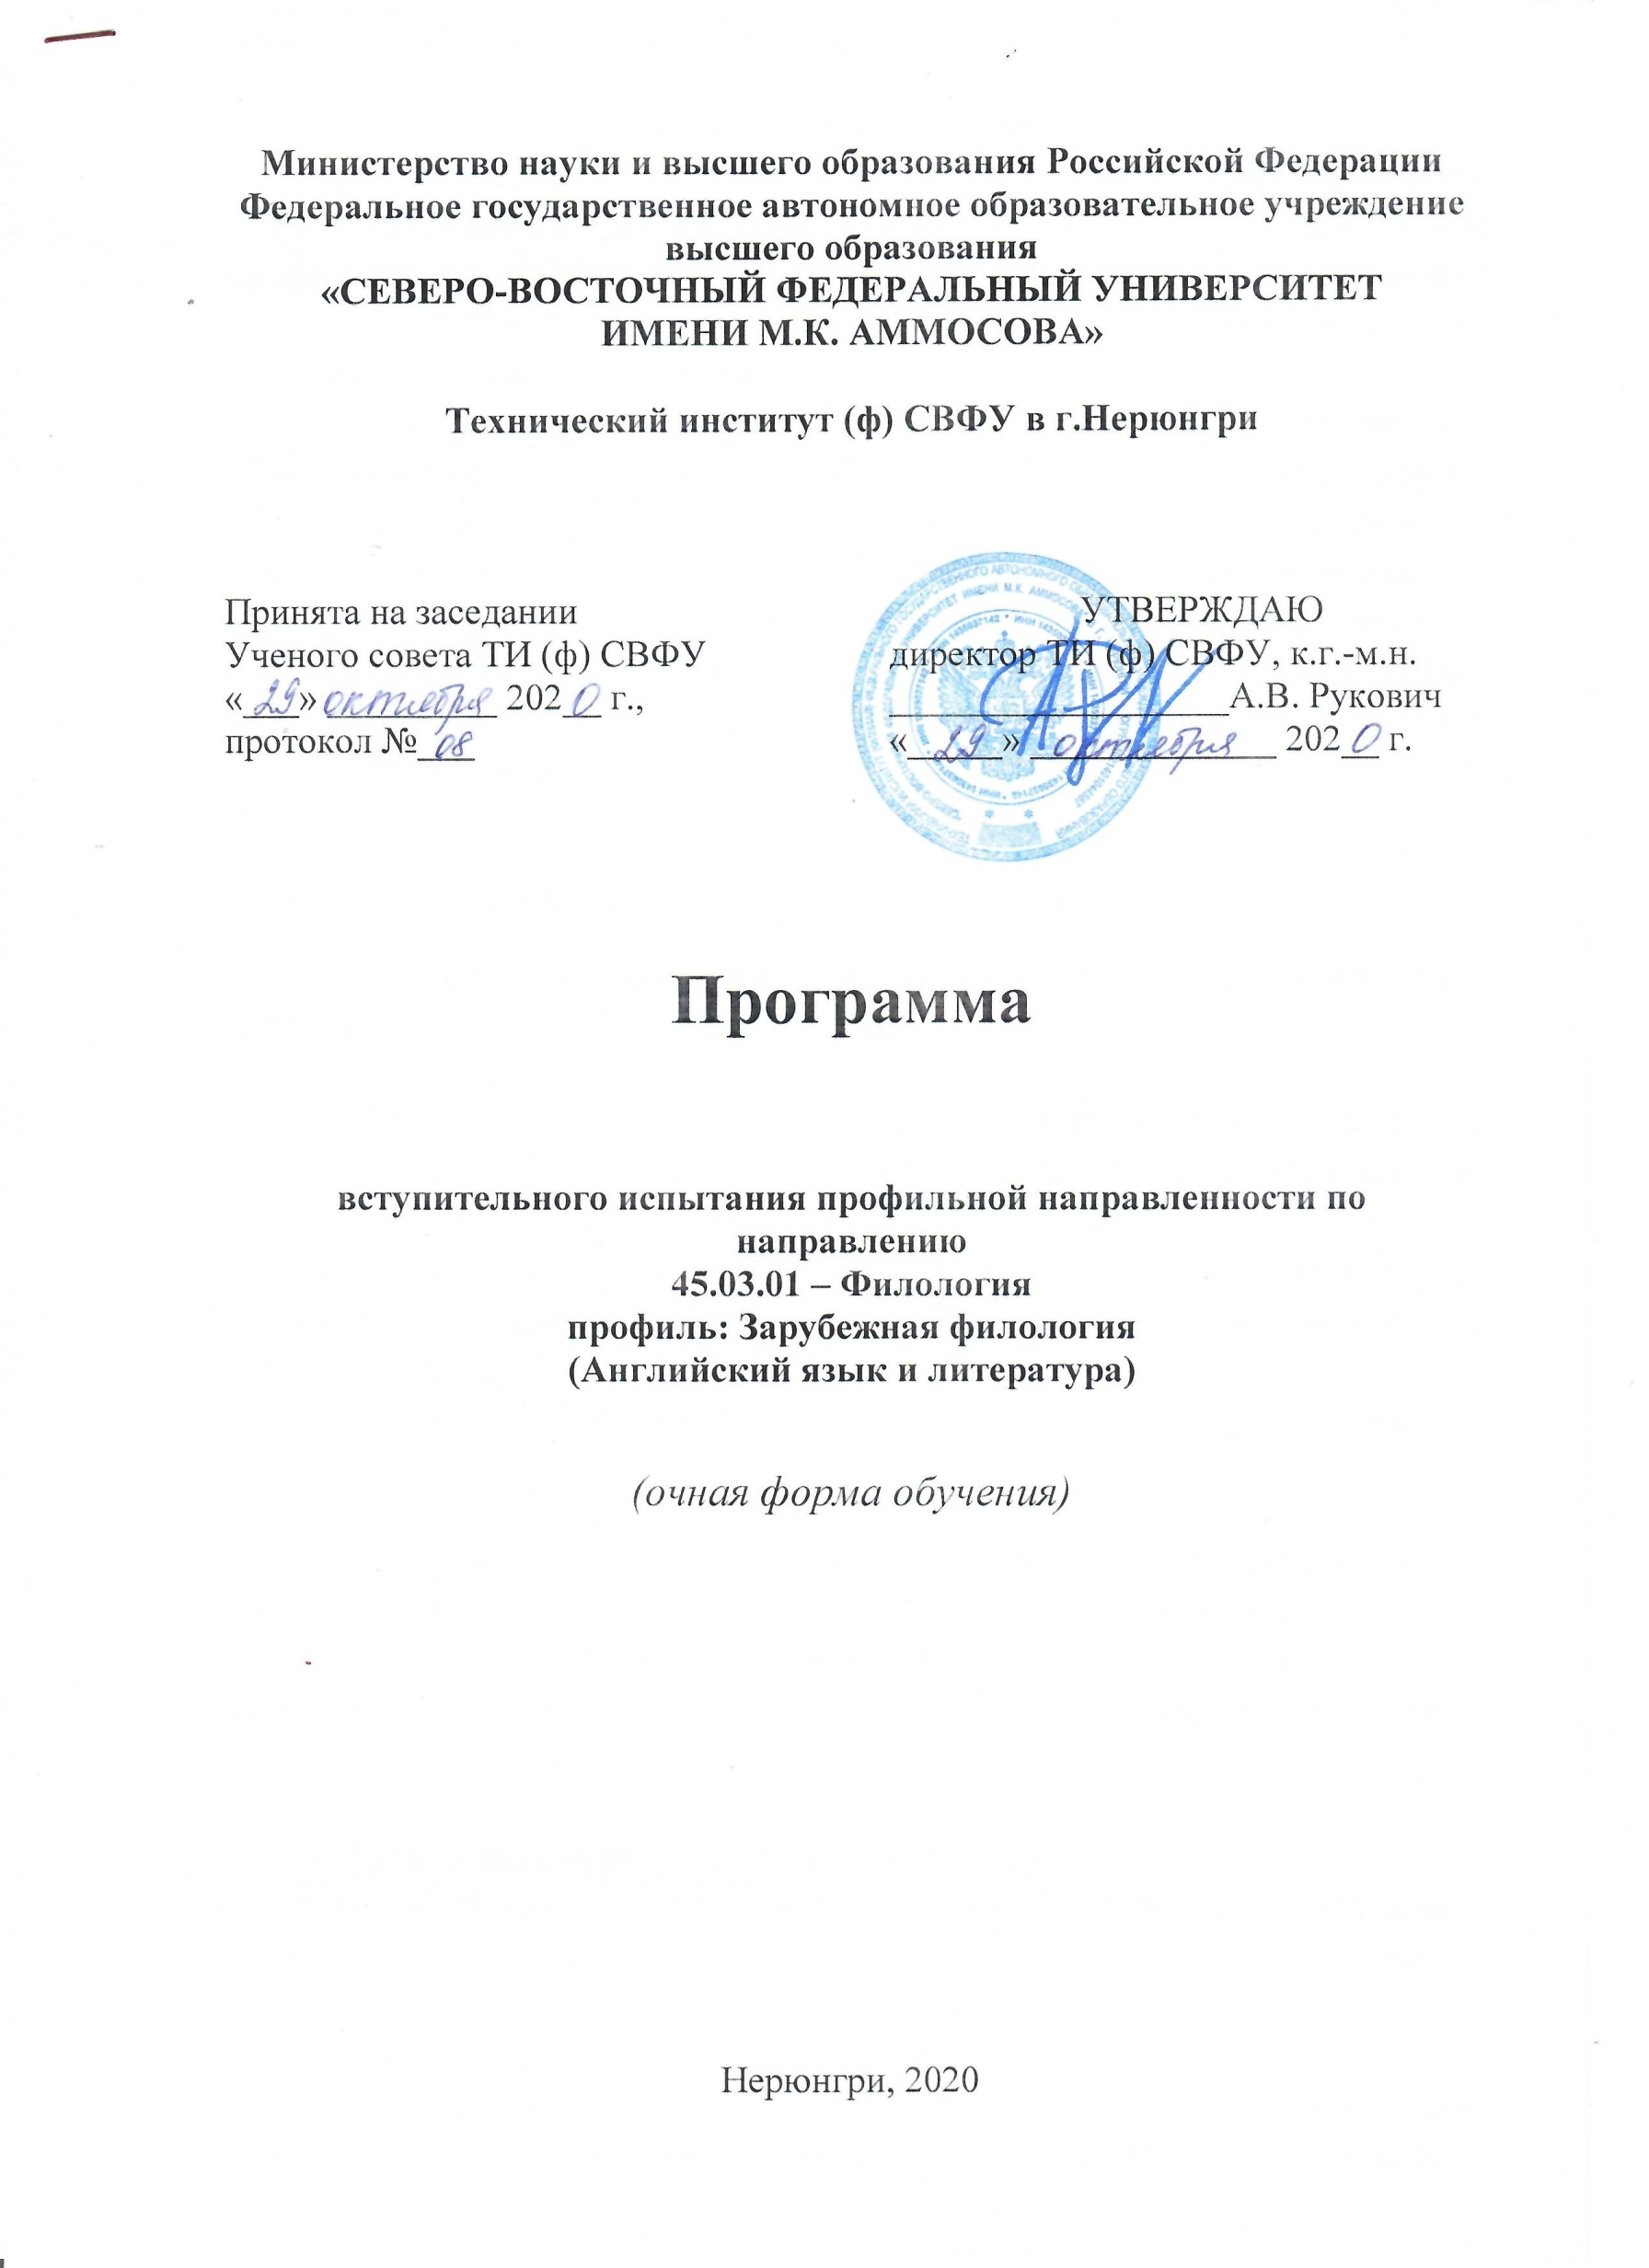 Министерство науки и высшего образования Российской Федерации
Федеральное государственное автономное образовательное учреждение
высшего образования
«СЕВЕРО-ВОСТОЧНЫЙ ФЕДЕРАЛЬНЫЙ УНИВЕРСИТЕТ
ИМЕНИ М.К. АММОСОВА»
Технический институт (ф) СВФУ в г.Нерюнгри
Принята на заседании
Ученого совета ТИ (ф) СВФУ
«29» октября 2020 г.,
протокол № 08
УТВЕРЖДАЮ
директор ТИ (ф) СВФУ, к.г.-м.н.
А.В. Рукович
«29» октября 2020 г.
Программа
вступительного испытания профильной направленности по
направлению
45.03.01 – Филология
профиль: Зарубежная филология
(Английский язык и литература)
(очная форма обучения)
Нерюнгри, 2020